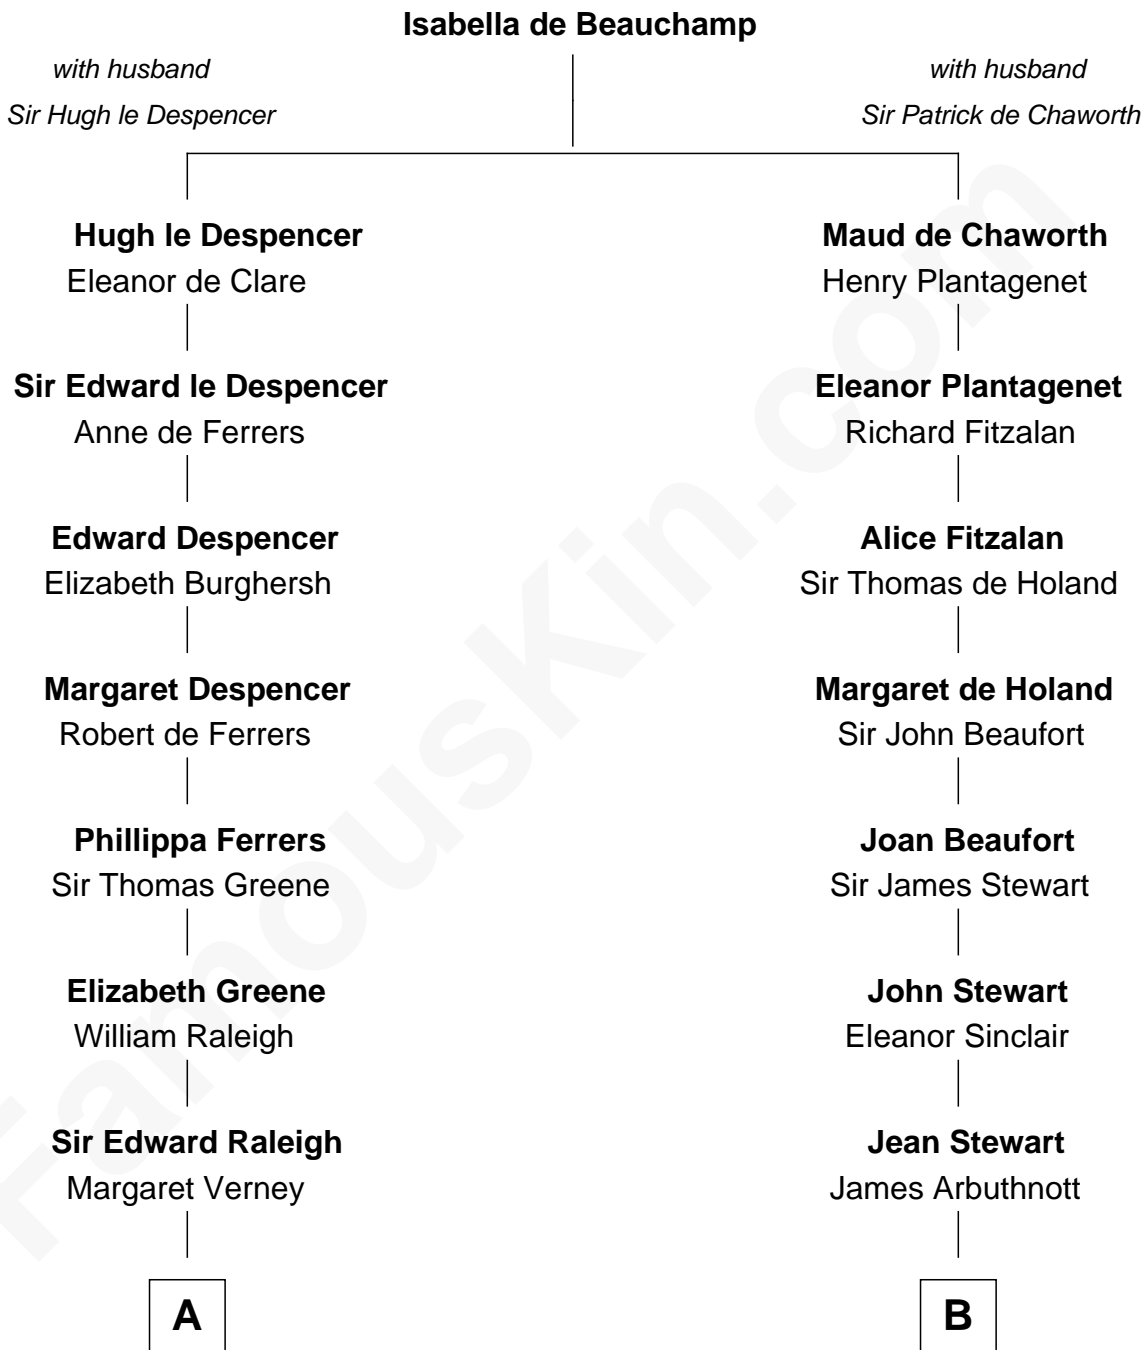 Isabella de Beauchamp
with husband
Sir Hugh le Despencer
with husband
Sir Patrick de Chaworth
Hugh le Despencer
Eleanor de Clare
Maud de Chaworth
Henry Plantagenet
Sir Edward le Despencer
Anne de Ferrers
Eleanor Plantagenet
Richard Fitzalan
Edward Despencer
Elizabeth Burghersh
Alice Fitzalan
Sir Thomas de Holand
Margaret Despencer
Robert de Ferrers
Margaret de Holand
Sir John Beaufort
Phillippa Ferrers
Sir Thomas Greene
Joan Beaufort
Sir James Stewart
Elizabeth Greene
William Raleigh
John Stewart
Eleanor Sinclair
Sir Edward Raleigh
Margaret Verney
Jean Stewart
James Arbuthnott
A
B
FamousKin.com